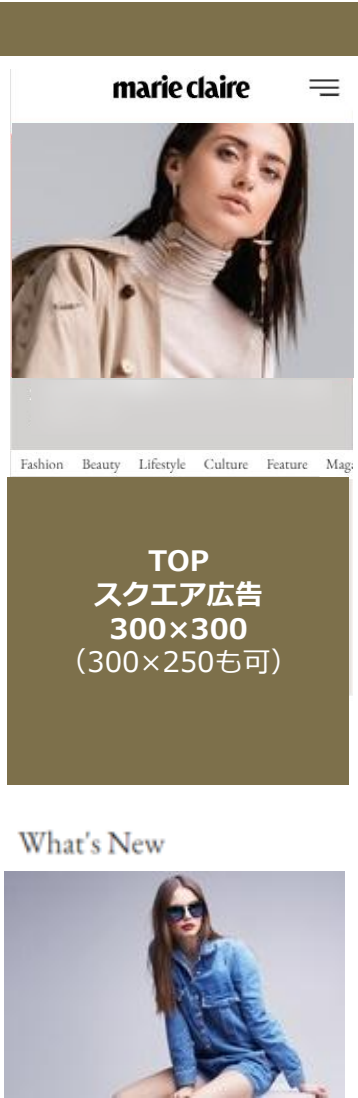 marie claire
Fashion Beauty Lifestyle Culture Feature
TOP
スクエア広告
300×300
（300×250も可）
What's New